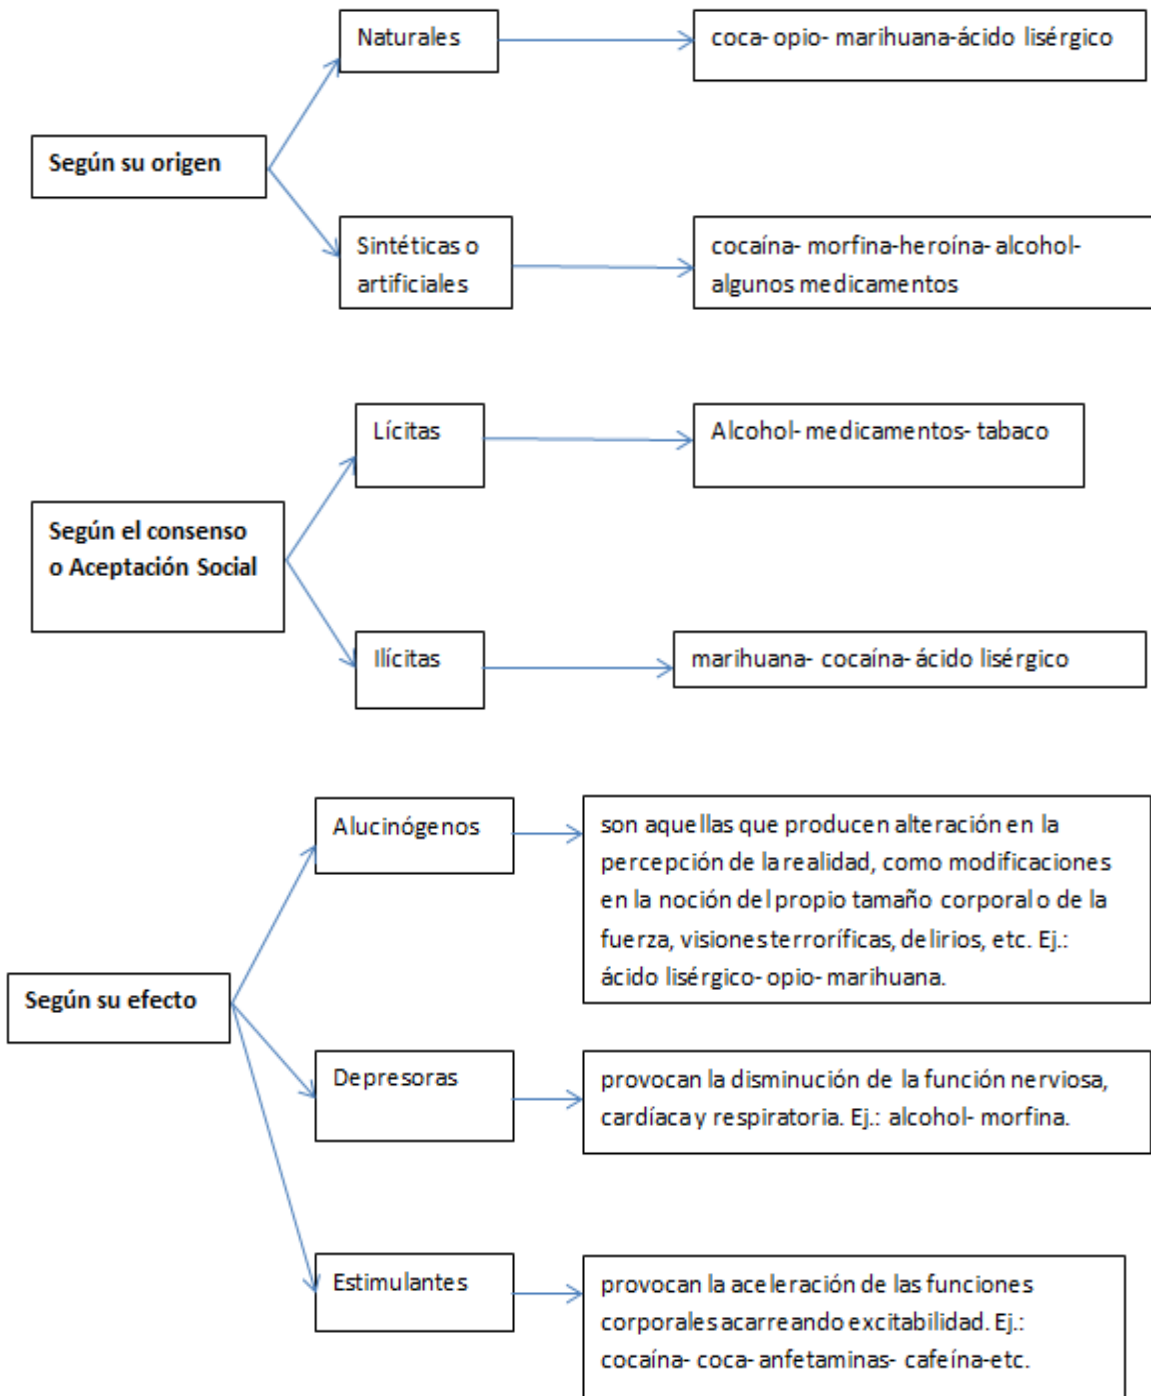 Naturales
coca- opio- marihuana-ácido lisérgico
Según su origen
Sintéticas o
artificiales
cocaína- morfina-heroína- alcohol-
algunos medicamentos
Lícitas
Alcohol- medicamentos- tabaco
Según el consenso
o Aceptación Social
Ilícitas
marihuana- cocaína- ácido lisérgico
Alucinógenos
son aquellas que producen alteración en la
percepción de la realidad, como modificaciones
en la noción del propio tamaño corporal o de la
fuerza, visiones terroríficas, delirios, etc. Ej.:
ácido lisérgico- opio- marihuana.
Según su efecto
Depresoras
provocan la disminución de la función nerviosa,
cardíaca y respiratoria. Ej.: alcohol- morfina.
Estimulantes
provocan la aceleración de las funciones
corporales acarreando excitabilidad. Ej.:
cocaína- coca- anfetaminas- cafeína-etc.